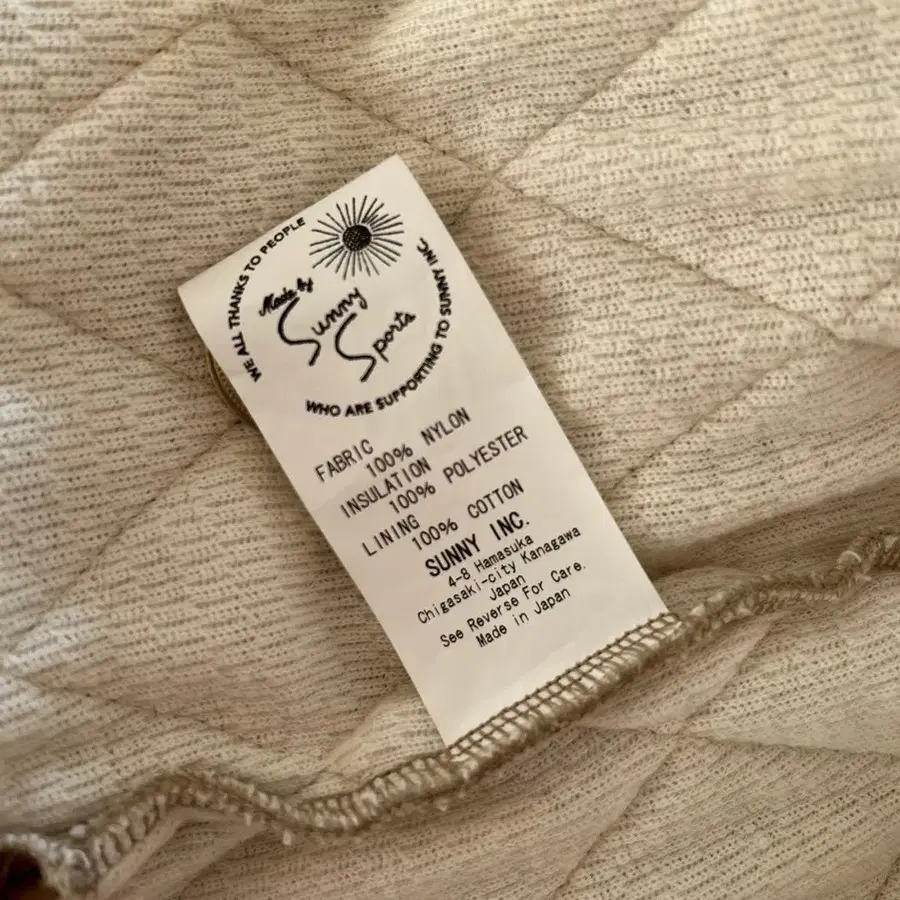 WE ALL THANKS TO PEOPLE
WHO ARE SUPPORTING TO SUNNY INC
Made by
Sunny
Sports
FABRIC
100% NYLON
INSULATION
100% POLYESTER
LINING
100% COTTON
SUNNY INC.
4-8 Hamasuka
Chigasaki-city Kanagawa
Japan
See Reverse For Care.
Made in Japan